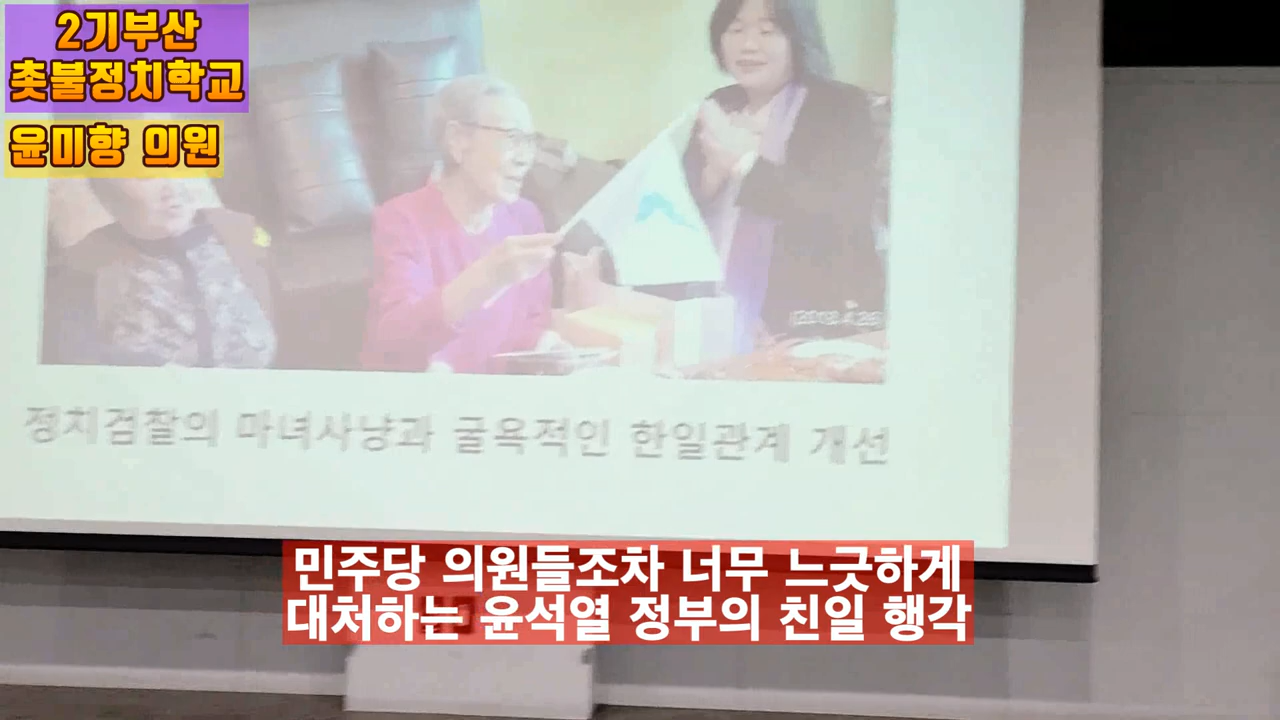 2기부산
촛불정치학교
윤미향 의원
(2018.4.26)
정치검찰의 마녀사냥과 굴욕적인 한일관계 개선
민주당 의원들조차 너무 느긋하게
대처하는 윤석열 정부의 친일 행각